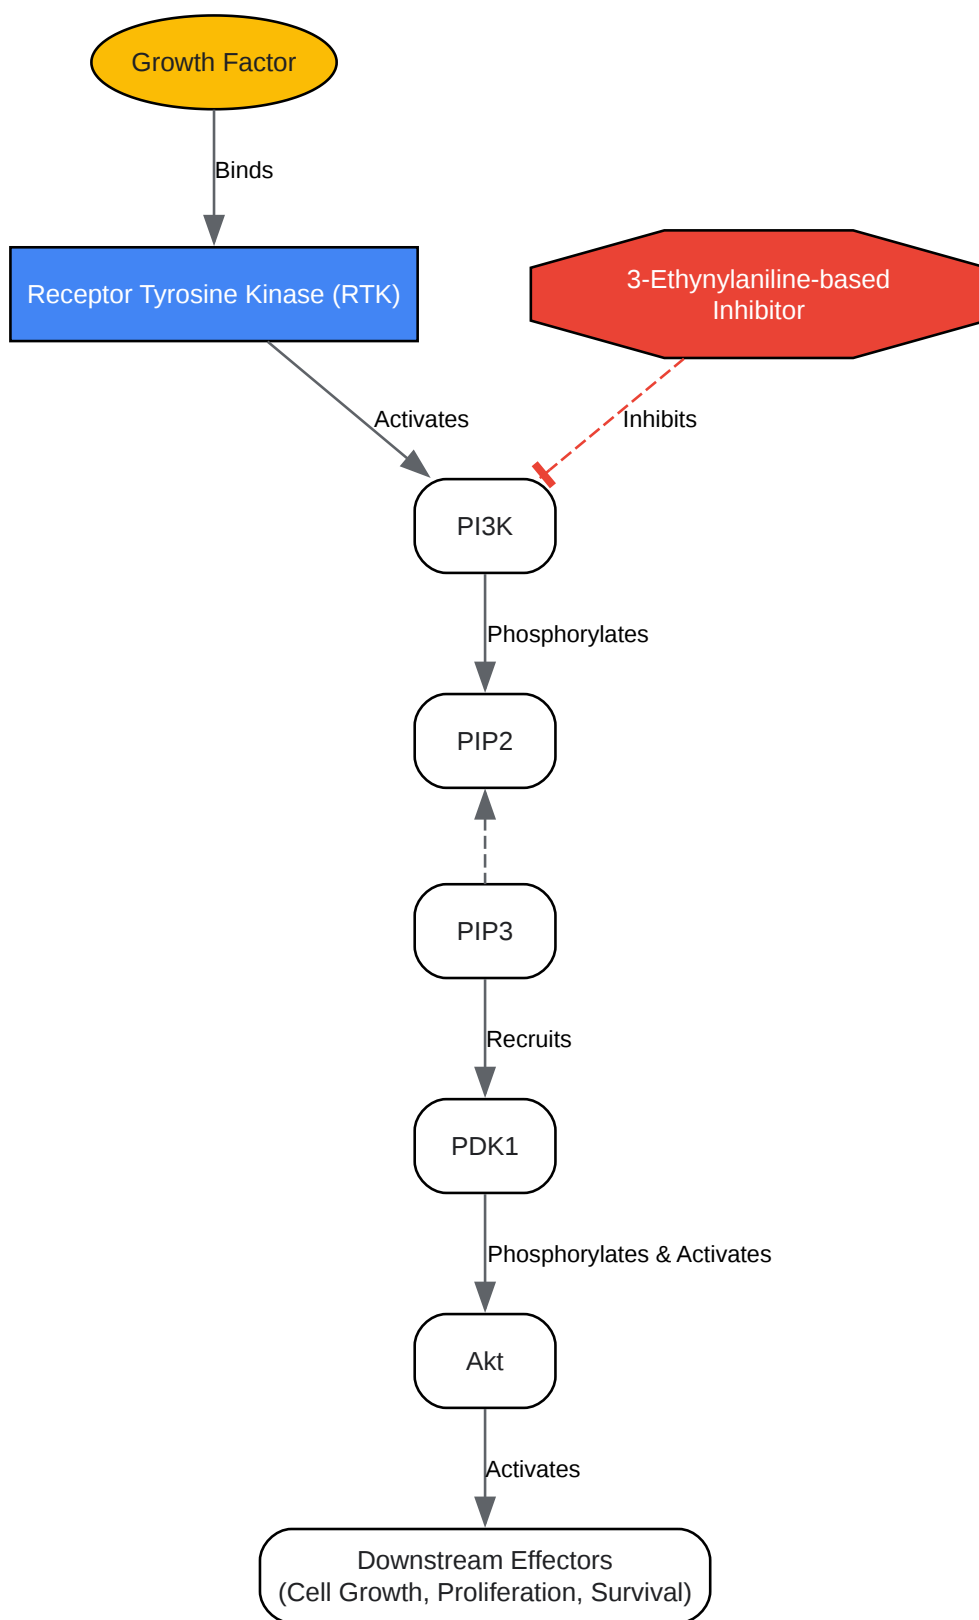 Growth Factor
Binds
Receptor Tyrosine Kinase (RTK)
3-Ethynylaniline-based
Inhibitor
Activates
Inhibits
PI3K
Phosphorylates
PIP2
PIP3
Recruits
PDK1
Phosphorylates & Activates
Akt
Activates
Downstream Effectors
(Cell Growth, Proliferation, Survival)